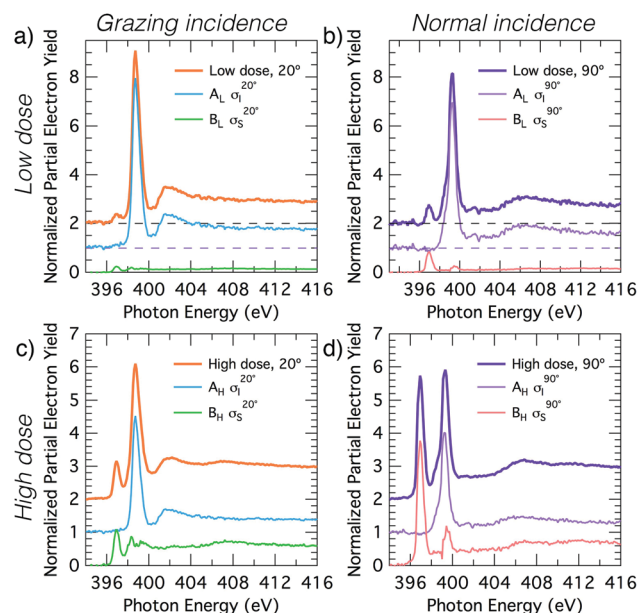 Grazing incidence
Normal incidence
Low dose
a)
Normalized Partial Electron Yield
8
6
4
2
0
Low dose, 20º
A_L σ_I^20°
B_L σ_S^20°
396 400 404 408 412 416
Photon Energy (eV)
b)
Normalized Partial Electron Yield
8
6
4
2
0
Low dose, 90º
A_L σ_I^90°
B_L σ_S^90°
396 400 404 408 412 416
Photon Energy (eV)
High dose
c)
Normalized Partial Electron Yield
7
6
5
4
3
2
1
0
High dose, 20º
A_H σ_I^20°
B_H σ_S^20°
396 400 404 408 412 416
Photon Energy (eV)
d)
Normalized Partial Electron Yield
7
6
5
4
3
2
1
0
High dose, 90º
A_H σ_I^90°
B_H σ_S^90°
396 400 404 408 412 416
Photon Energy (eV)